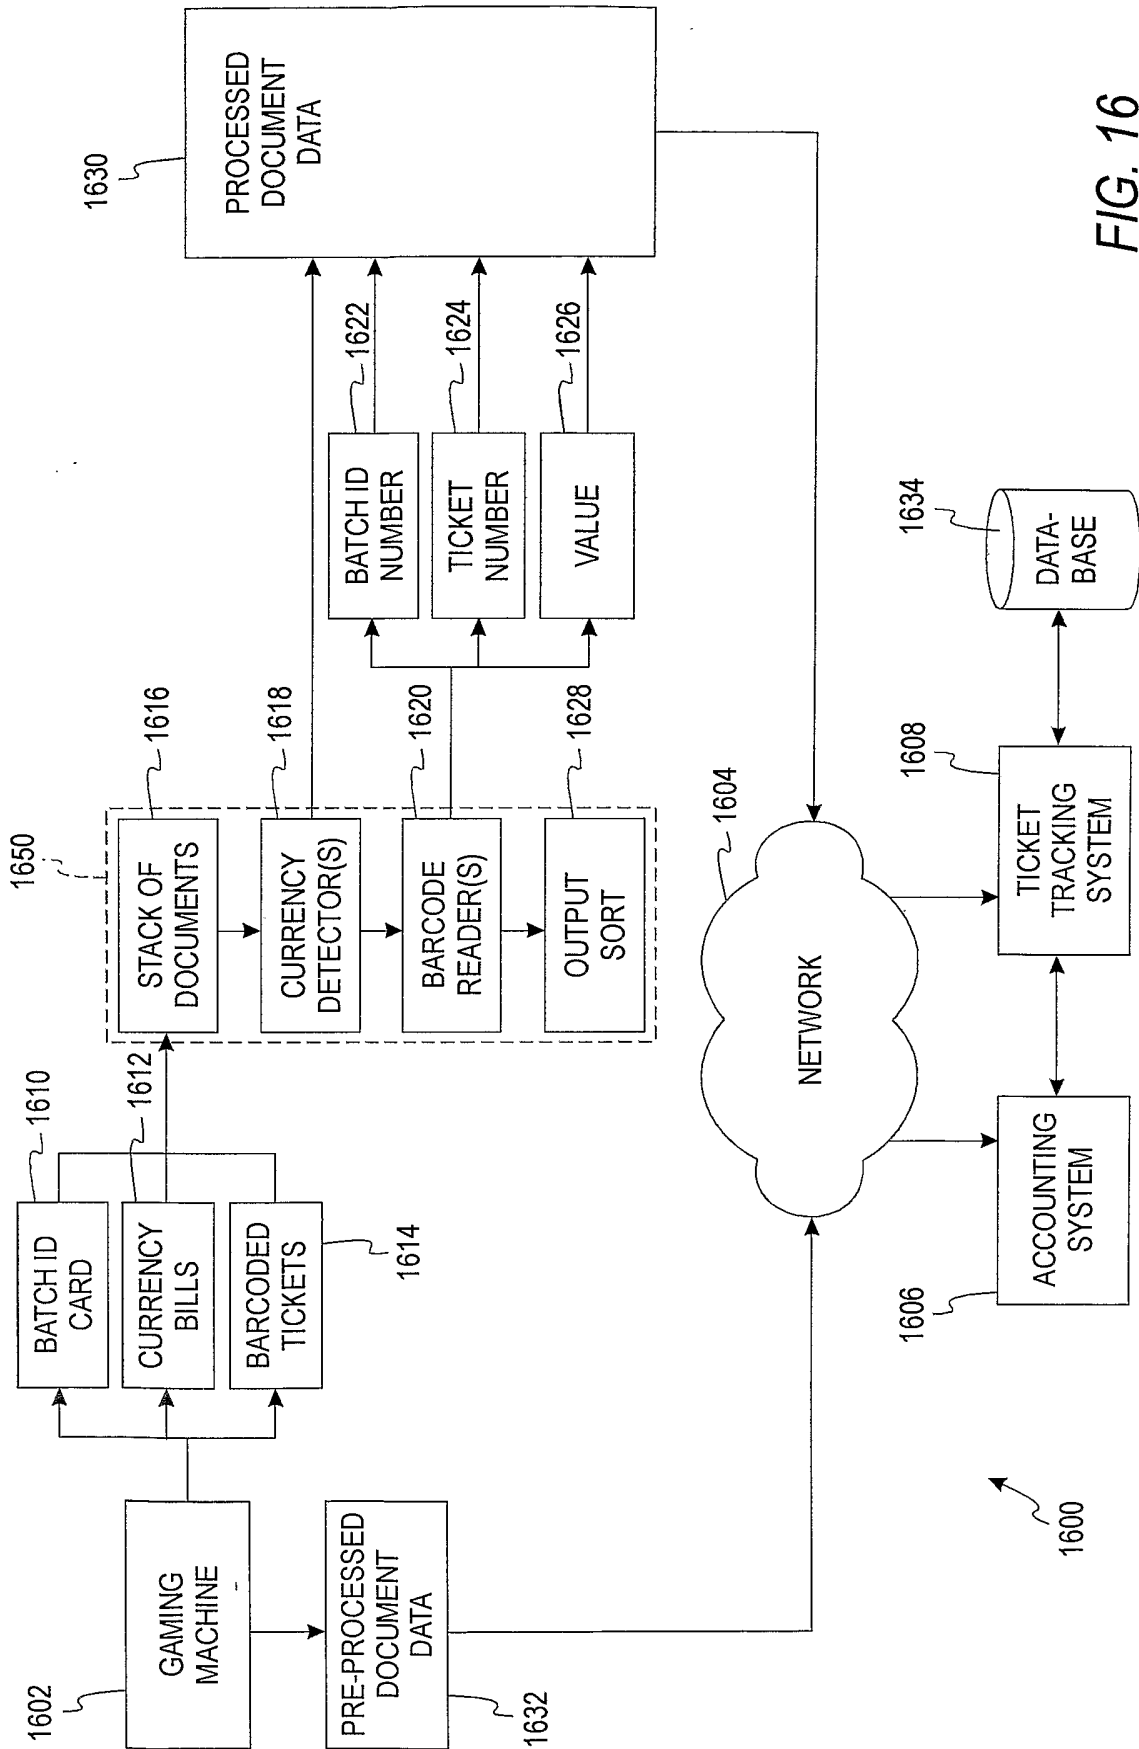 1602
GAMING
MACHINE
PRE-PROCESSED
DOCUMENT
DATA
1632
BATCH ID
CARD
1610
CURRENCY
BILLS
1612
BARCODED
TICKETS
1614
1650
STACK OF
DOCUMENTS
1616
CURRENCY
DETECTOR(S)
1618
BARCODE
READER(S)
1620
OUTPUT
SORT
1628
BATCH ID
NUMBER
1622
TICKET
NUMBER
1624
VALUE
1626
1630
PROCESSED
DOCUMENT
DATA
NETWORK
1604
1606
ACCOUNTING
SYSTEM
1608
TICKET
TRACKING
SYSTEM
1634
DATA-
BASE
1600
FIG. 16